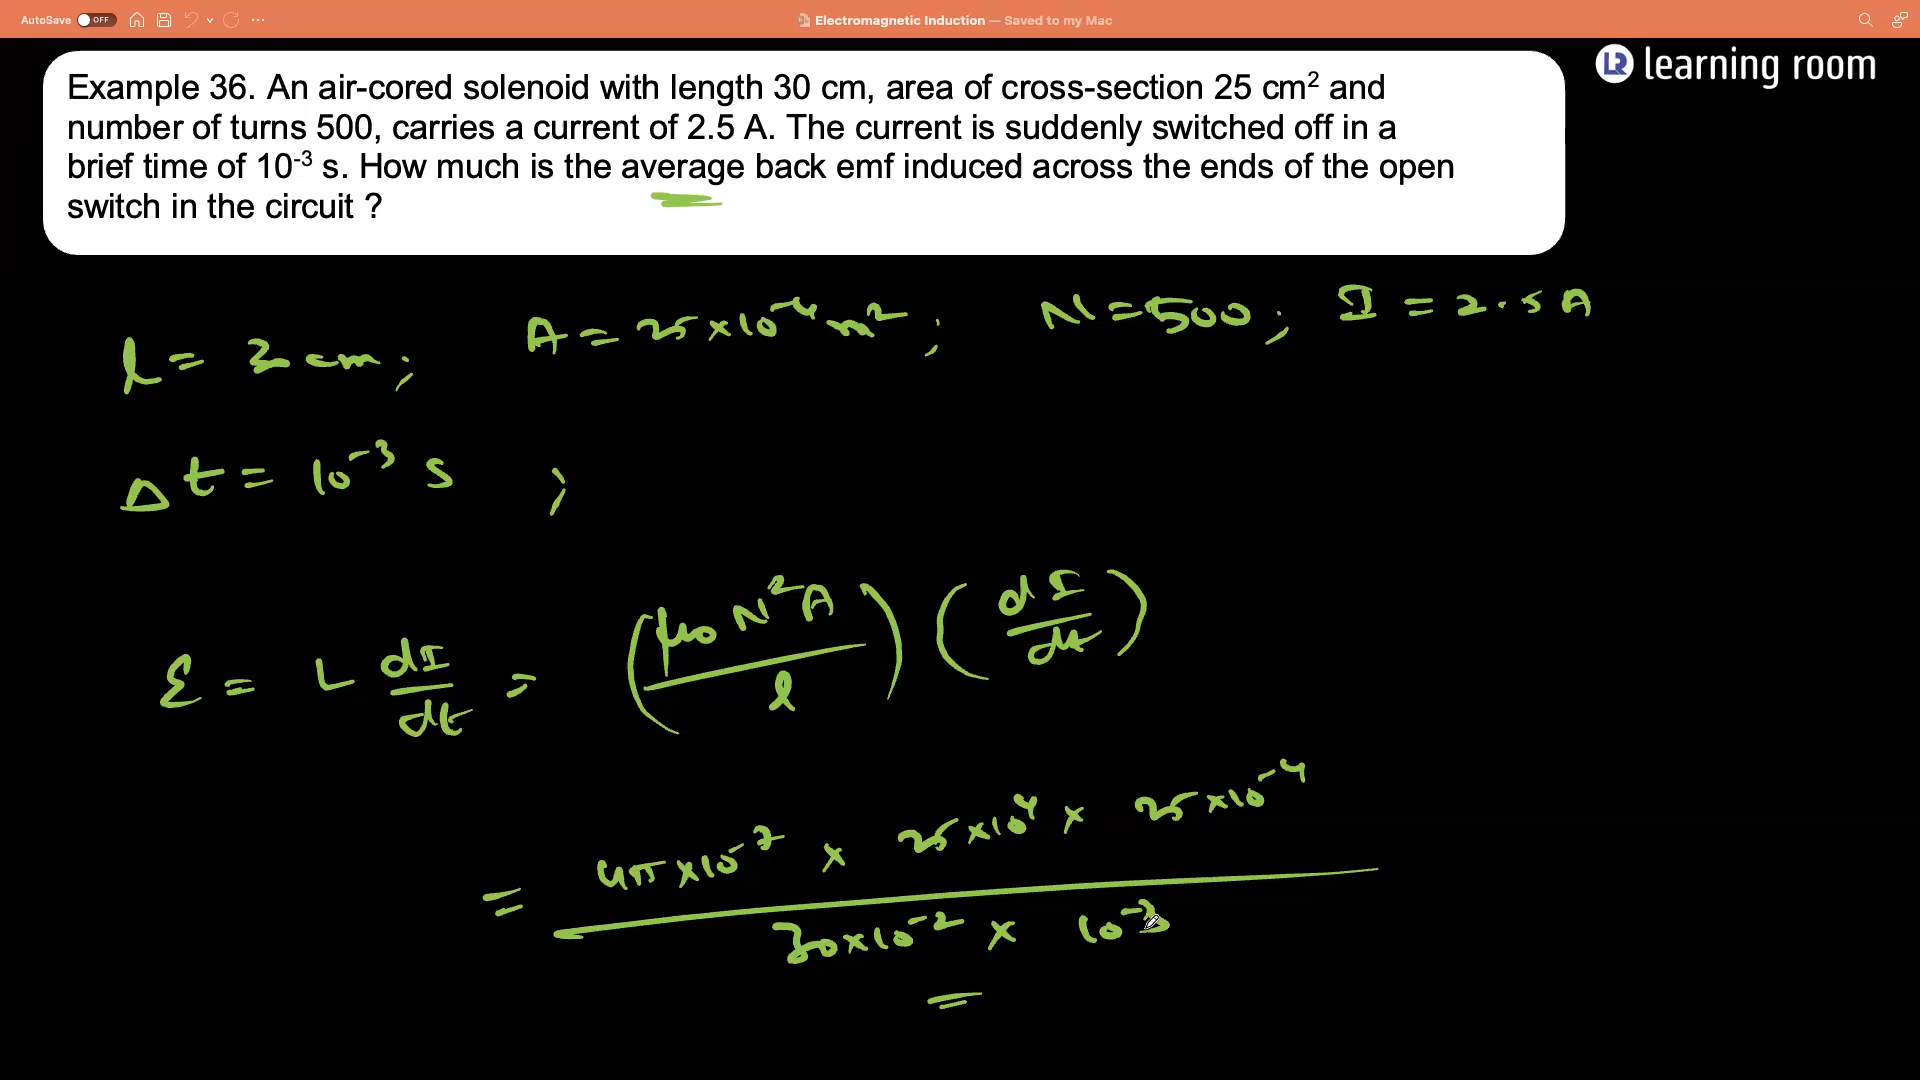 AutoSave OFF Electromagnetic Induction — Saved to my Mac
LR learning room
Example 36. An air-cored solenoid with length 30 cm, area of cross-section 25 cm² and
number of turns 500, carries a current of 2.5 A. The current is suddenly switched off in a
brief time of 10⁻³ s. How much is the average back emf induced across the ends of the open
switch in the circuit ?
l = 30 cm; A = 25×10⁻⁴ m²; N = 500; I = 2.5 A
Δt = 10⁻³ s ;
ε = L dI/dt = (μ₀N²A / l) (dI/dt)
= 4π×10⁻⁷ × 25×10⁴ × 25×10⁻⁴
30×10⁻² × 10⁻³
=